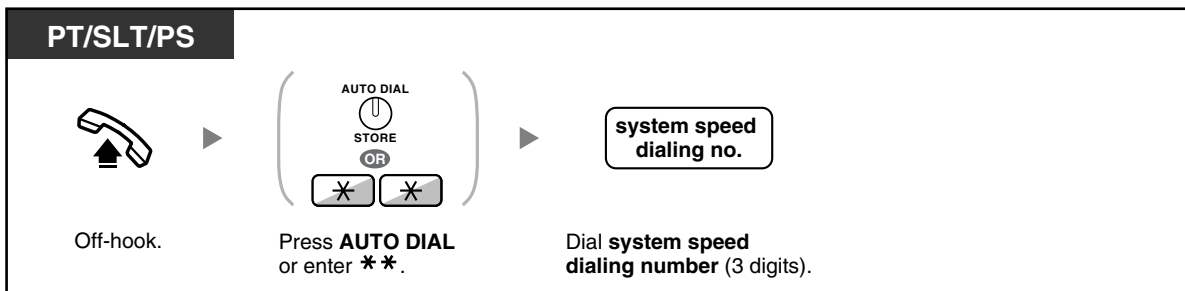 PT/SLT/PS
AUTO DIAL
STORE
OR
* *
system speed
dialing no.
Off-hook.
Press AUTO DIAL
or enter **.
Dial system speed
dialing number (3 digits).